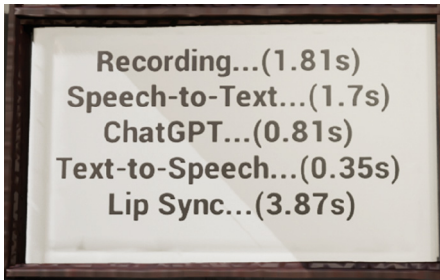 Recording...(1.81s)
Speech-to-Text...(1.7s)
ChatGPT...(0.81s)
Text-to-Speech...(0.35s)
Lip Sync...(3.87s)